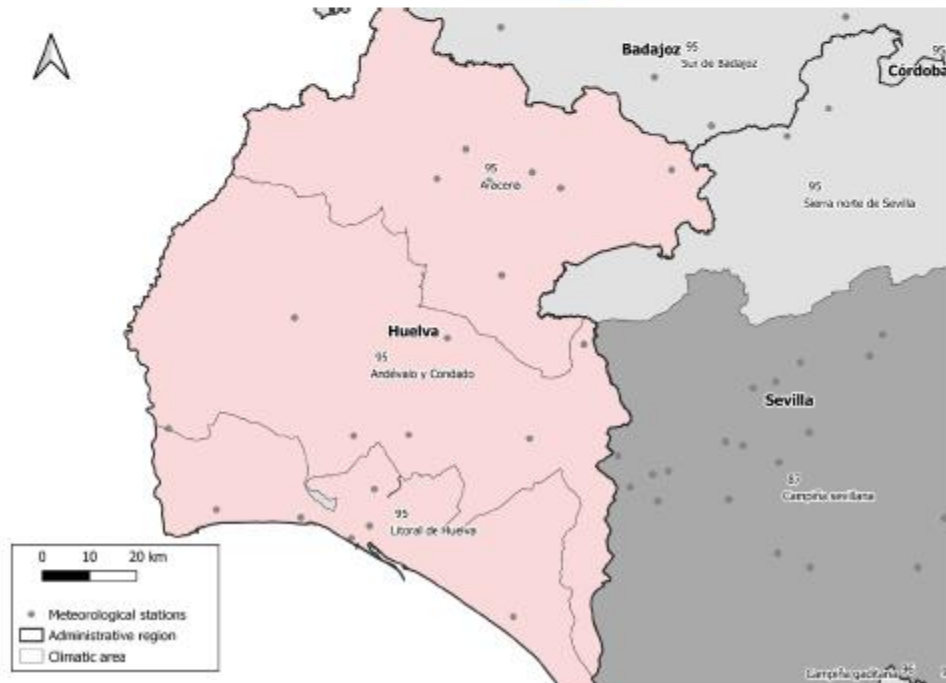 Badajoz
95
Sur de Badajoz
95
Córdoba
95
Aracena
95
Sierra norte de Sevilla
Huelva
95
Andévalo y Condado
Sevilla
87
Campiña sevillana
95
Litoral de Huelva
0 10 20 km
Meteorological stations
Administrative region
Climatic area
Campiña gaditana